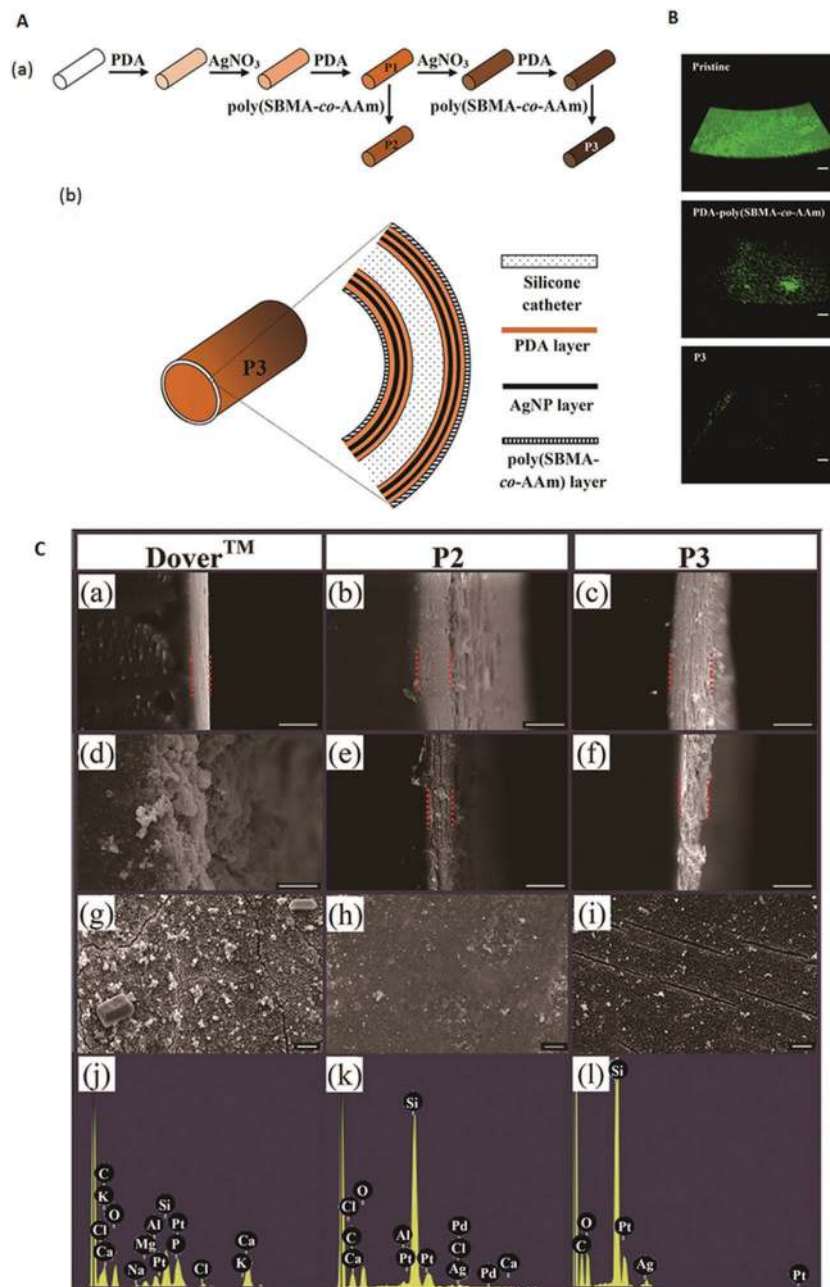 A
B
(a)
PDA
AgNO₃
PDA
AgNO₃
PDA
P1
poly(SBMA-co-AAm)
poly(SBMA-co-AAm)
P2
P3
(b)
P3
Silicone
catheter
PDA layer
AgNP layer
poly(SBMA-
co-AAm) layer
Pristine
PDA-poly(SBMA-co-AAm)
P3
C
Dover™
P2
P3
(a)
(b)
(c)
(d)
(e)
(f)
(g)
(h)
(i)
(j)
C
K
O
Cl
Ca
Na
Mg
Al
Si
Pt
Pt
P
Cl
Ca
K
(k)
Cl
O
C
Ca
Al
Pt
Si
Pt
Pd
Cl
Ag
Pd
Ca
(l)
O
C
Si
Pt
Ag
Pt